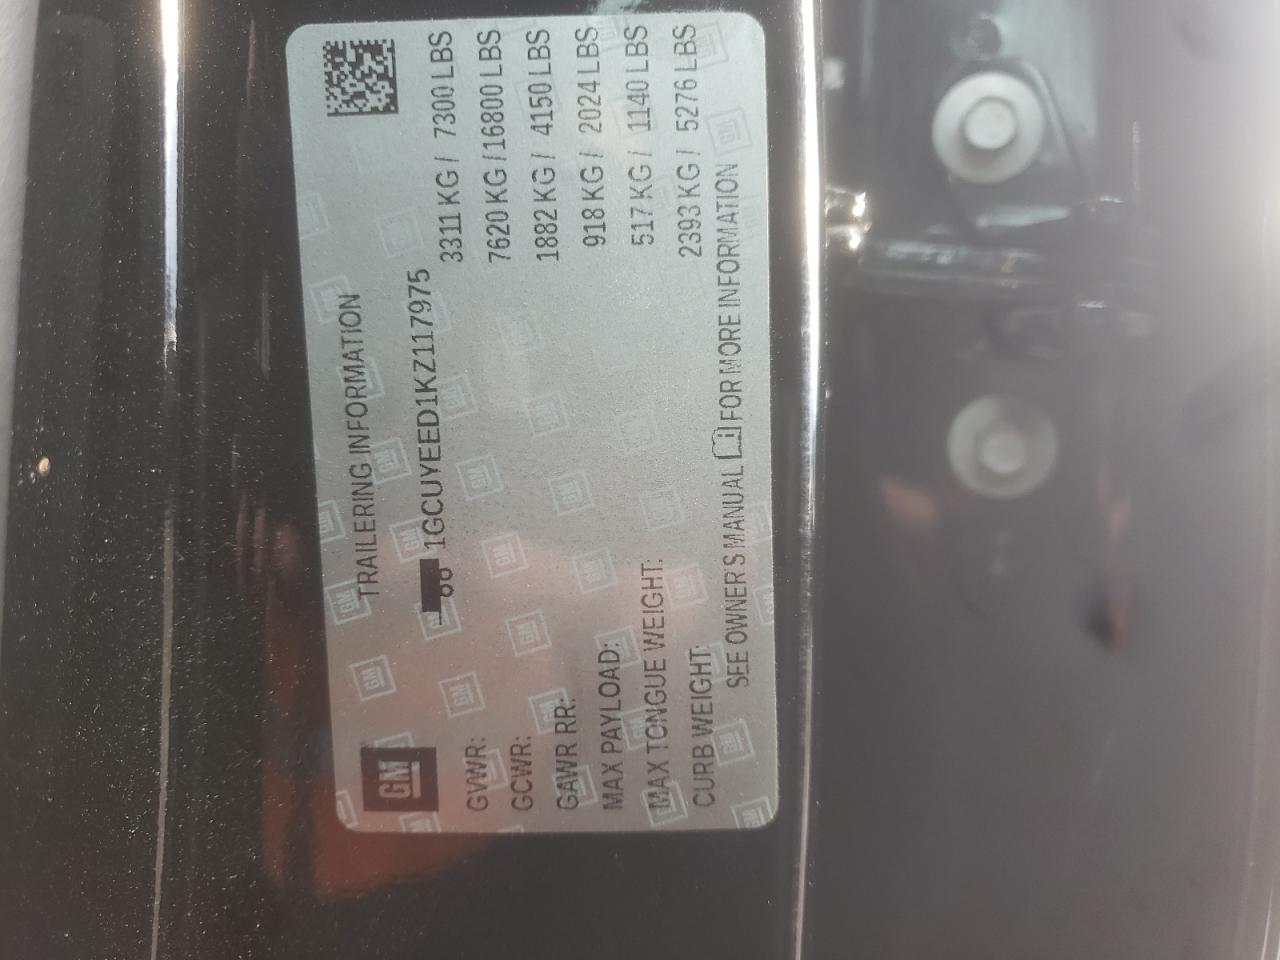 TRAILERING INFORMATION
GM
1GCUYEED1KZ117975
GVWR: 3311 KG / 7300 LBS
GCWR: 7620 KG / 16800 LBS
GAWR RR: 1882 KG / 4150 LBS
MAX PAYLOAD: 918 KG / 2024 LBS
MAX TONGUE WEIGHT: 517 KG / 1140 LBS
CURB WEIGHT: 2393 KG / 5276 LBS
SEE OWNER'S MANUAL FOR MORE INFORMATION